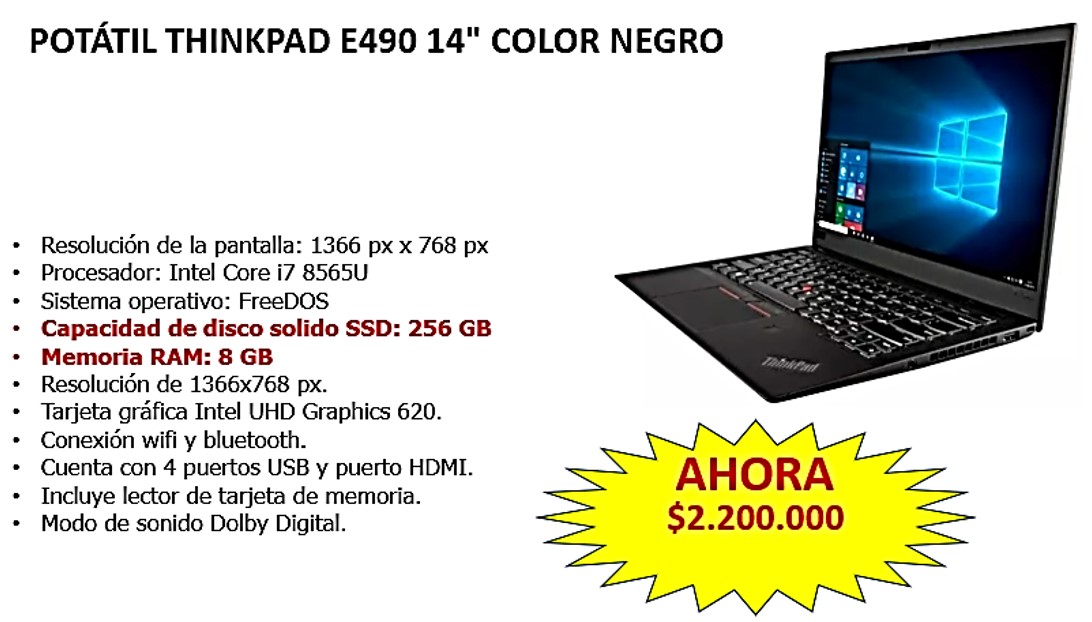 POTÁTIL THINKPAD E490 14" COLOR NEGRO
• Resolución de la pantalla: 1366 px x 768 px
• Procesador: Intel Core i7 8565U
• Sistema operativo: FreeDOS
• Capacidad de disco solido SSD: 256 GB
• Memoria RAM: 8 GB
• Resolución de 1366x768 px.
• Tarjeta gráfica Intel UHD Graphics 620.
• Conexión wifi y bluetooth.
• Cuenta con 4 puertos USB y puerto HDMI.
• Incluye lector de tarjeta de memoria.
• Modo de sonido Dolby Digital.
ThinkPad
AHORA
$2.200.000